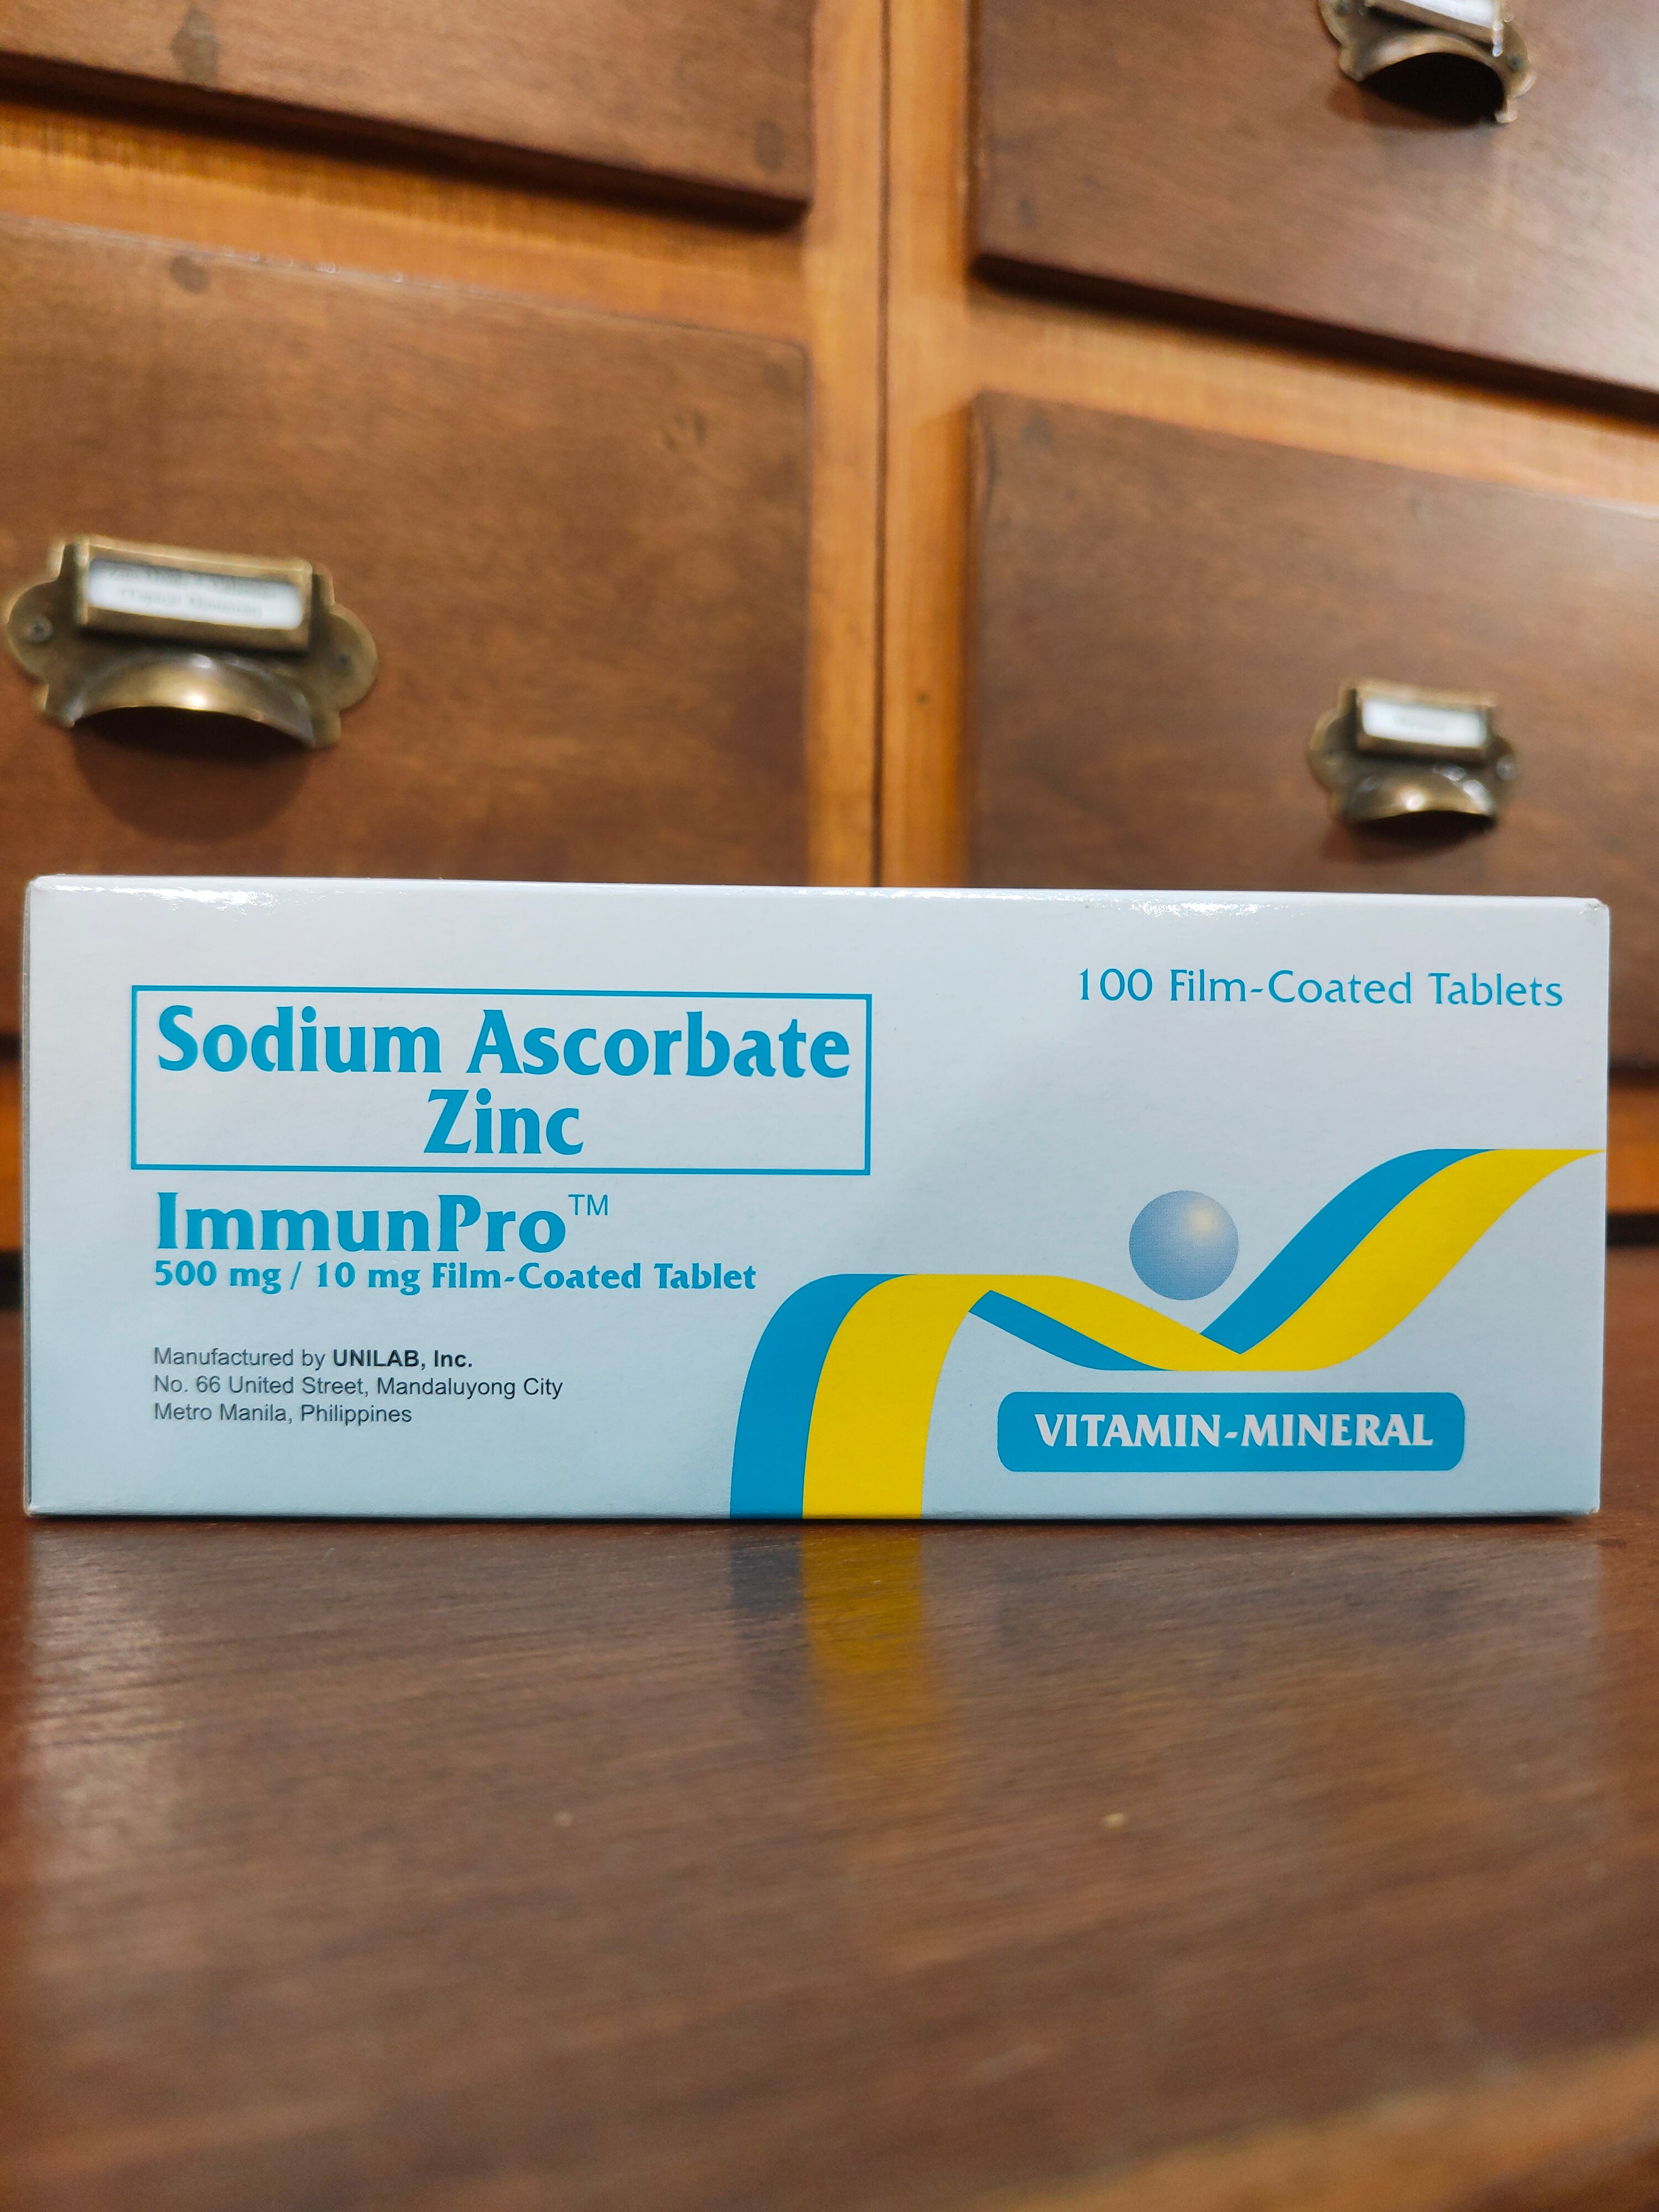 100 Film-Coated Tablets
Sodium Ascorbate
Zinc
ImmunPro™
500 mg / 10 mg Film-Coated Tablet
Manufactured by UNILAB, Inc.
No. 66 United Street, Mandaluyong City
Metro Manila, Philippines
VITAMIN-MINERAL